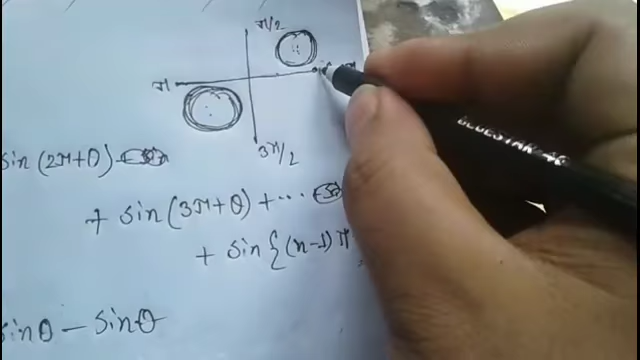 π/2
π
3π/2
sin(2π+θ)
+ sin(3π+θ) + ...
+ sin{(n-1)π
sinθ - sinθ
BLUESTAR